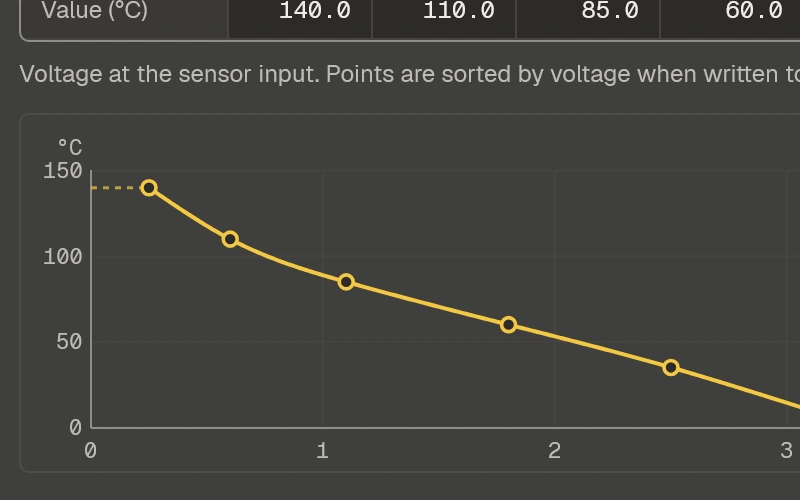 Value (°C) 140.0 110.0 85.0 60.0
Voltage at the sensor input. Points are sorted by voltage when written to
°C
150
100
50
0
0 1 2 3